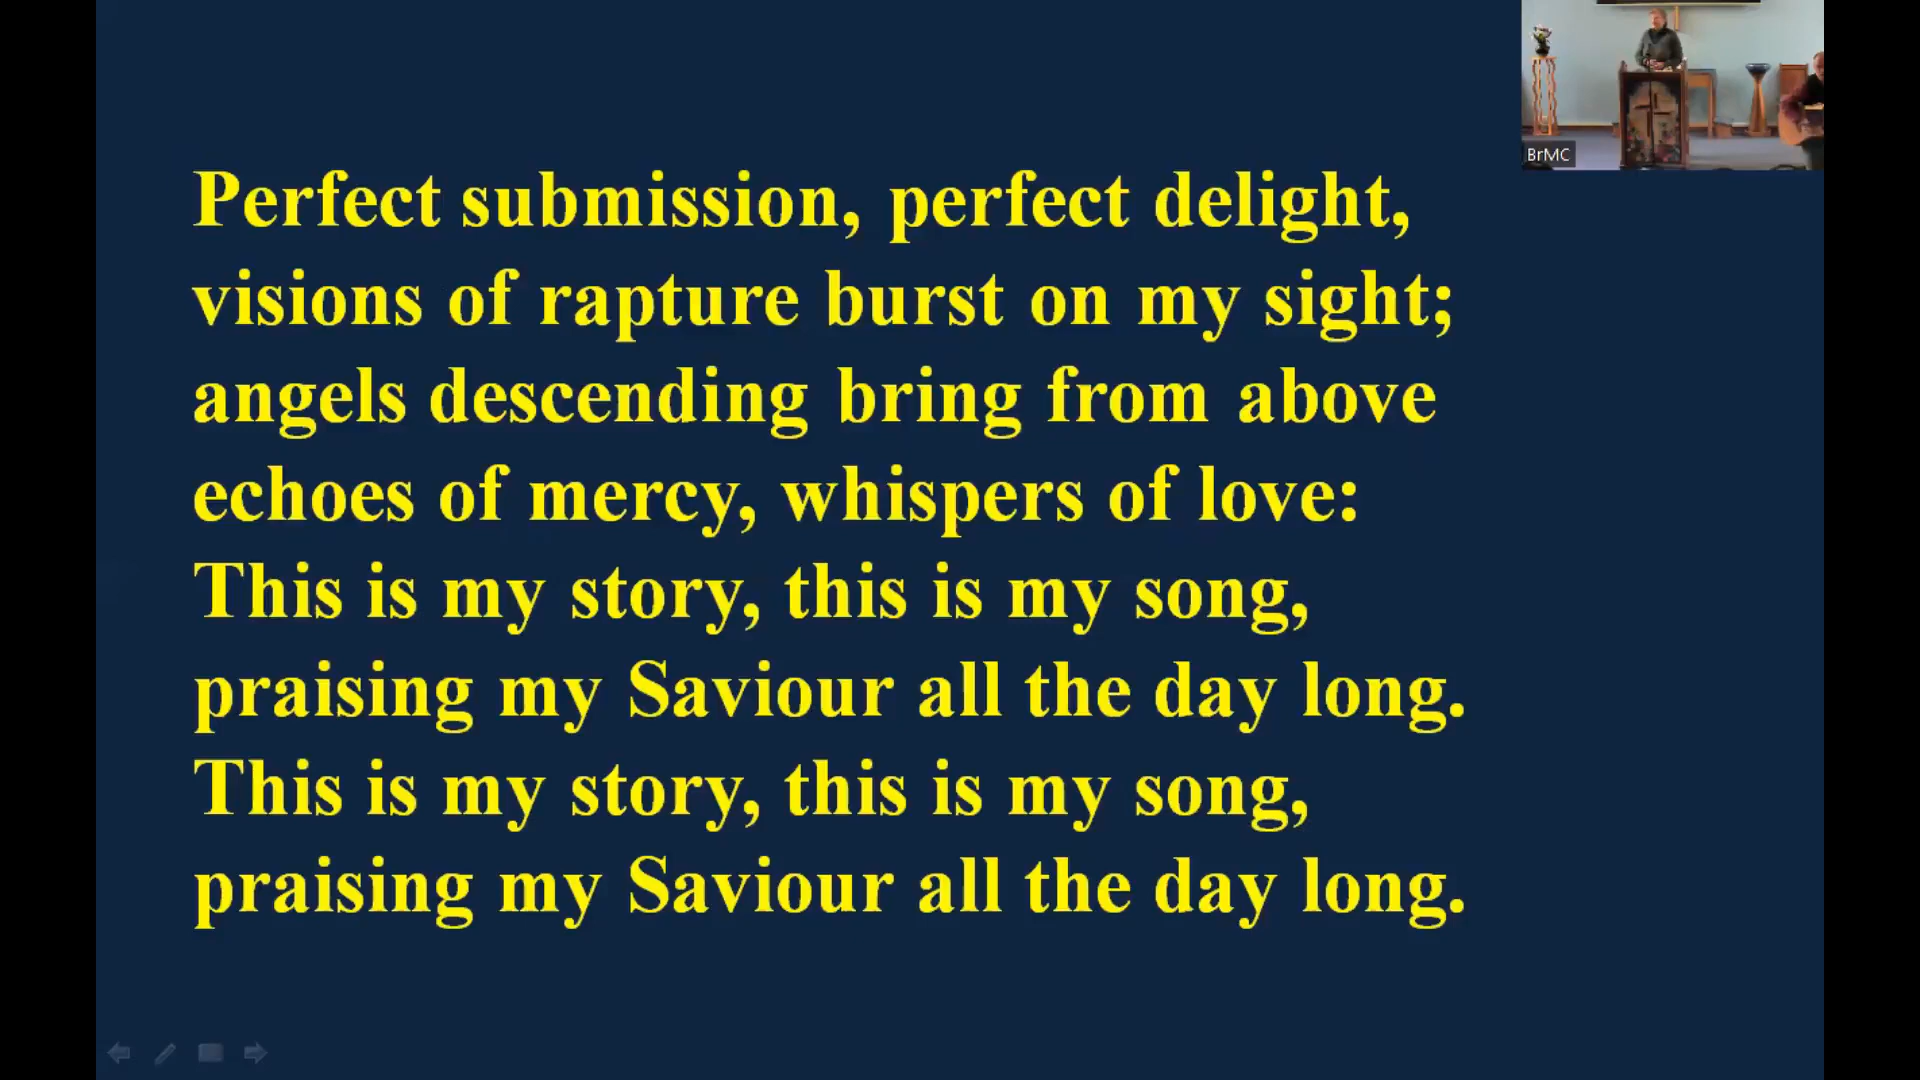 Perfect submission, perfect delight,
visions of rapture burst on my sight;
angels descending bring from above
echoes of mercy, whispers of love:
This is my story, this is my song,
praising my Saviour all the day long.
This is my story, this is my song,
praising my Saviour all the day long.
BrMC